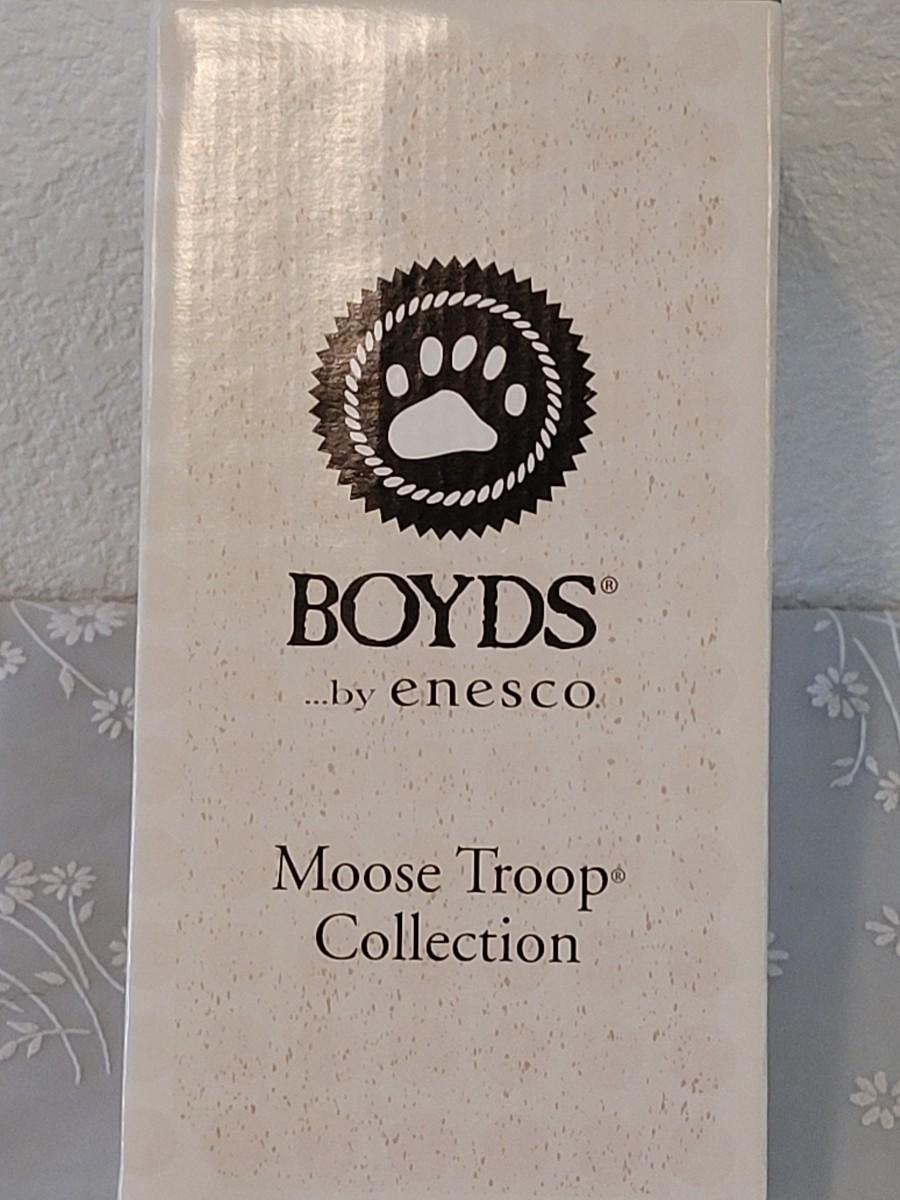 BOYDS®
...by enesco.
Moose Troop®
Collection